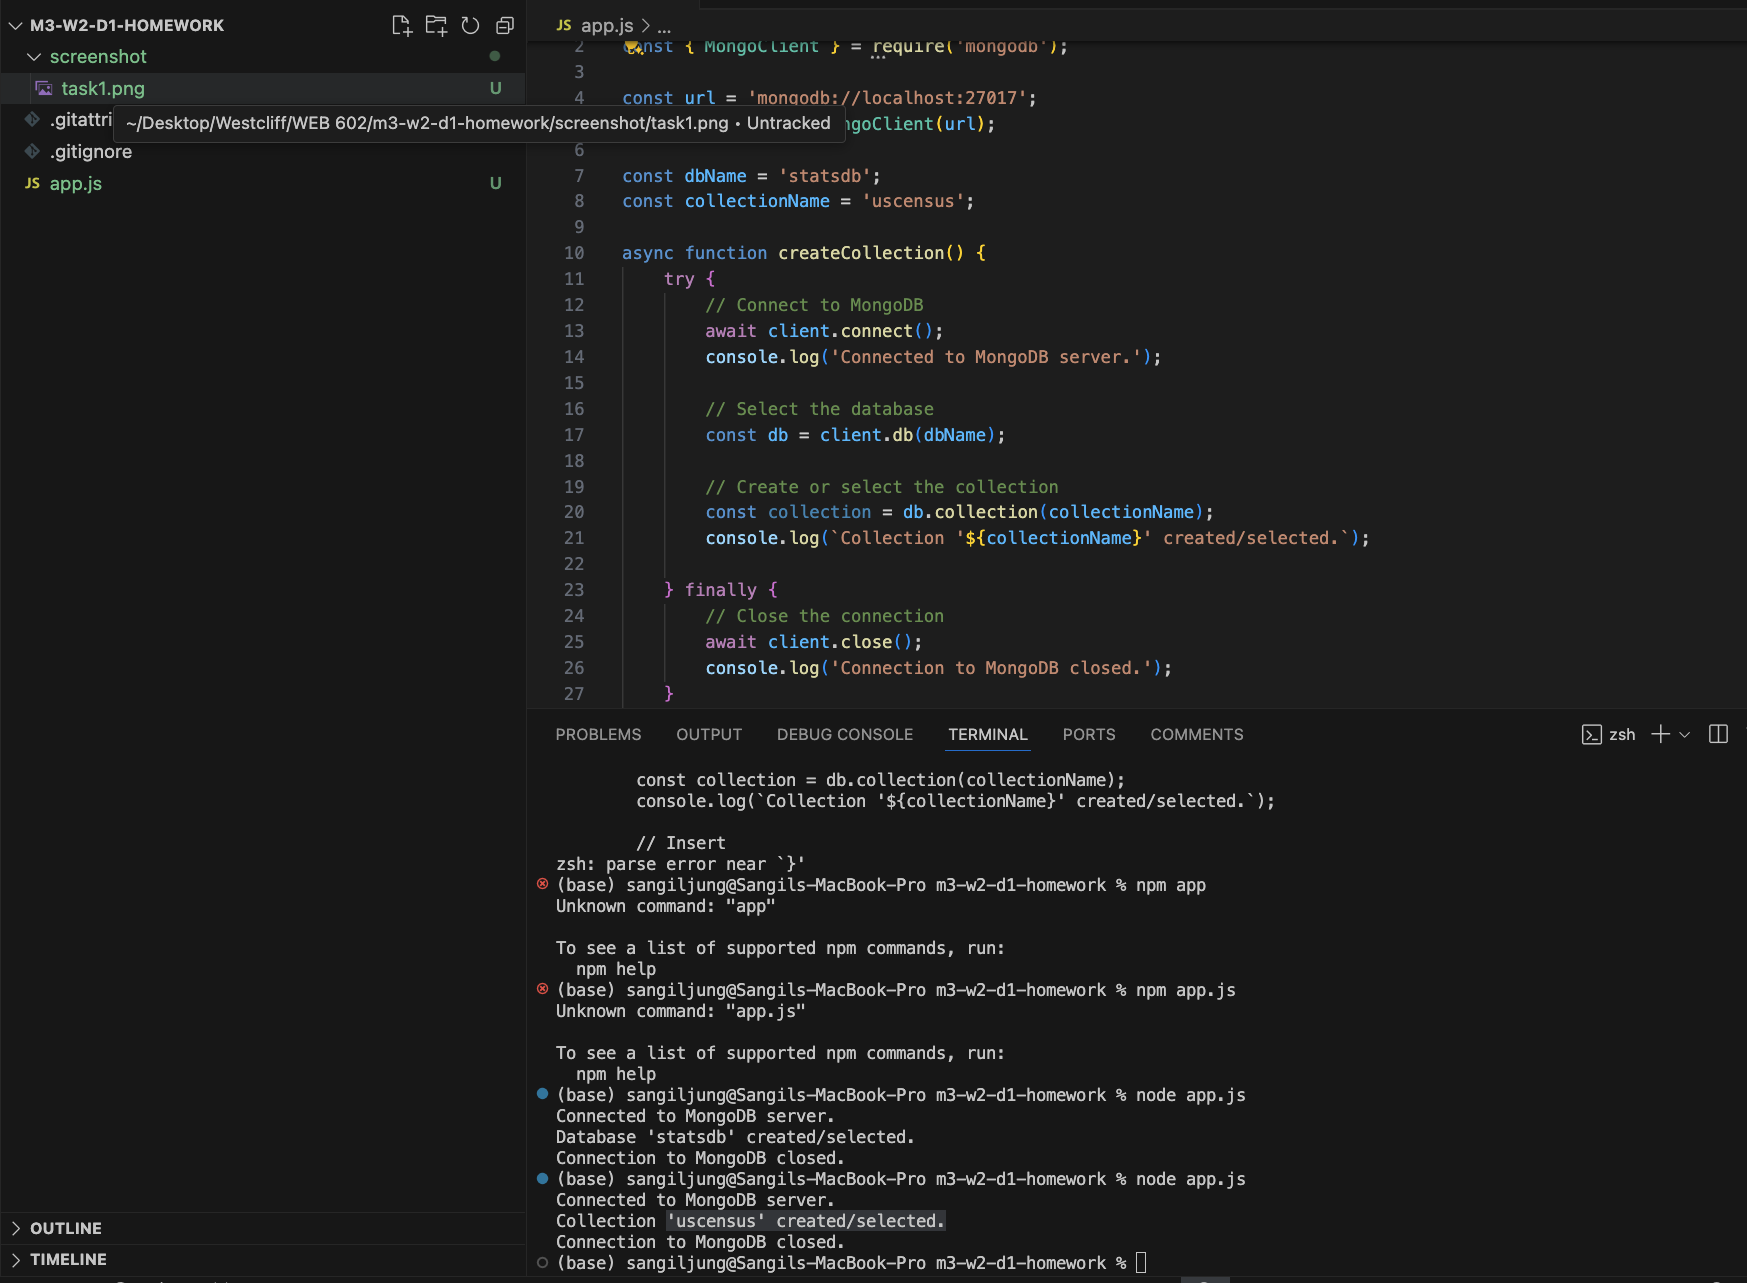 M3-W2-D1-HOMEWORK
screenshot
task1.png U
.gitattri
~/Desktop/Westcliff/WEB 602/m3-w2-d1-homework/screenshot/task1.png • Untracked
.gitignore
JS app.js U
OUTLINE
TIMELINE
JS app.js > ...
2 const { MongoClient } = require('mongodb');
3
4 const url = 'mongodb://localhost:27017';
ngoClient(url);
6
7 const dbName = 'statsdb';
8 const collectionName = 'uscensus';
9
10 async function createCollection() {
11 try {
12 // Connect to MongoDB
13 await client.connect();
14 console.log('Connected to MongoDB server.');
15
16 // Select the database
17 const db = client.db(dbName);
18
19 // Create or select the collection
20 const collection = db.collection(collectionName);
21 console.log(`Collection '${collectionName}' created/selected.`);
22
23 } finally {
24 // Close the connection
25 await client.close();
26 console.log('Connection to MongoDB closed.');
27 }
PROBLEMS OUTPUT DEBUG CONSOLE TERMINAL PORTS COMMENTS zsh
const collection = db.collection(collectionName);
console.log(`Collection '${collectionName}' created/selected.`);
// Insert
zsh: parse error near `}'
(base) sangiljung@Sangils-MacBook-Pro m3-w2-d1-homework % npm app
Unknown command: "app"
To see a list of supported npm commands, run:
npm help
(base) sangiljung@Sangils-MacBook-Pro m3-w2-d1-homework % npm app.js
Unknown command: "app.js"
To see a list of supported npm commands, run:
npm help
(base) sangiljung@Sangils-MacBook-Pro m3-w2-d1-homework % node app.js
Connected to MongoDB server.
Database 'statsdb' created/selected.
Connection to MongoDB closed.
(base) sangiljung@Sangils-MacBook-Pro m3-w2-d1-homework % node app.js
Connected to MongoDB server.
Collection 'uscensus' created/selected.
Connection to MongoDB closed.
(base) sangiljung@Sangils-MacBook-Pro m3-w2-d1-homework %